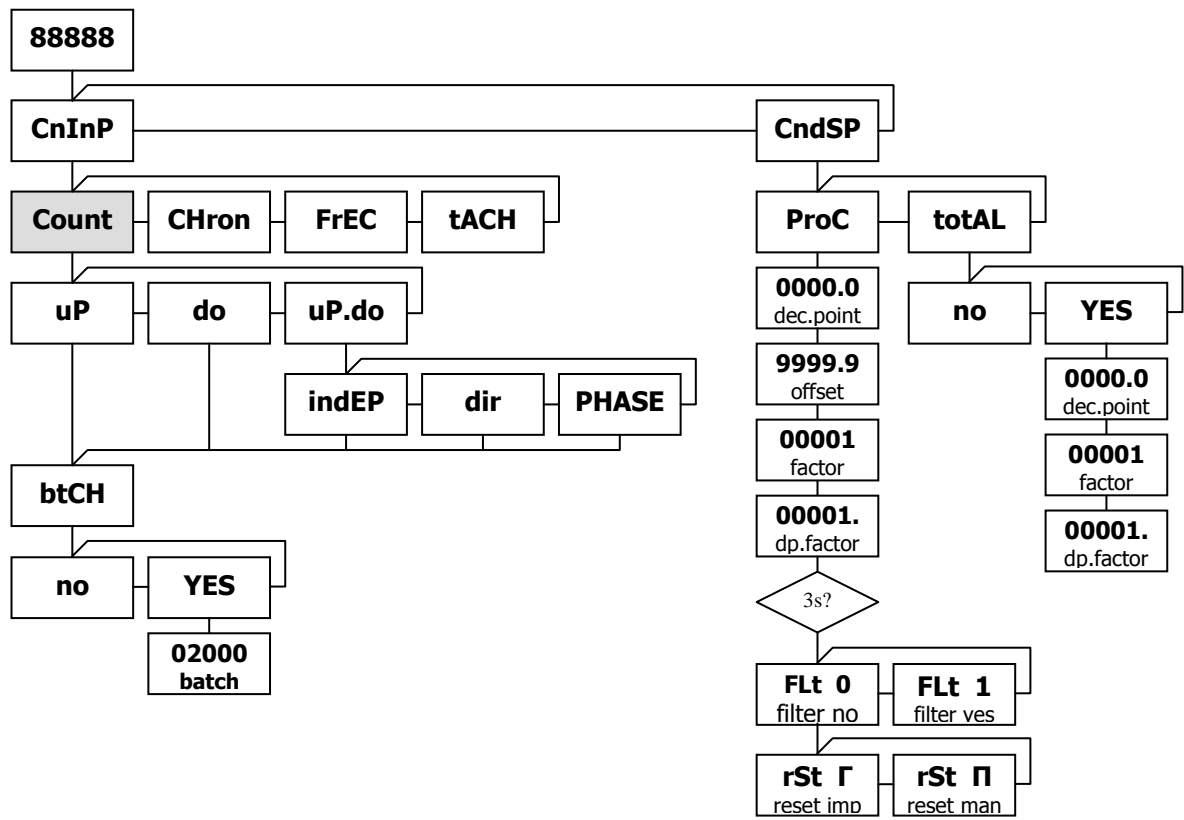 88888
CnInP
CndSP
Count
CHron
FrEC
tACH
ProC
totAL
uP
do
uP.do
0000.0
dec.point
no
YES
indEP
dir
PHASE
9999.9
offset
0000.0
dec.point
btCH
00001
factor
00001
factor
no
YES
00001.
dp.factor
00001.
dp.factor
02000
batch
3s?
FLt 0
filter no
FLt 1
filter yes
rSt Γ
reset imp
rSt Π
reset man